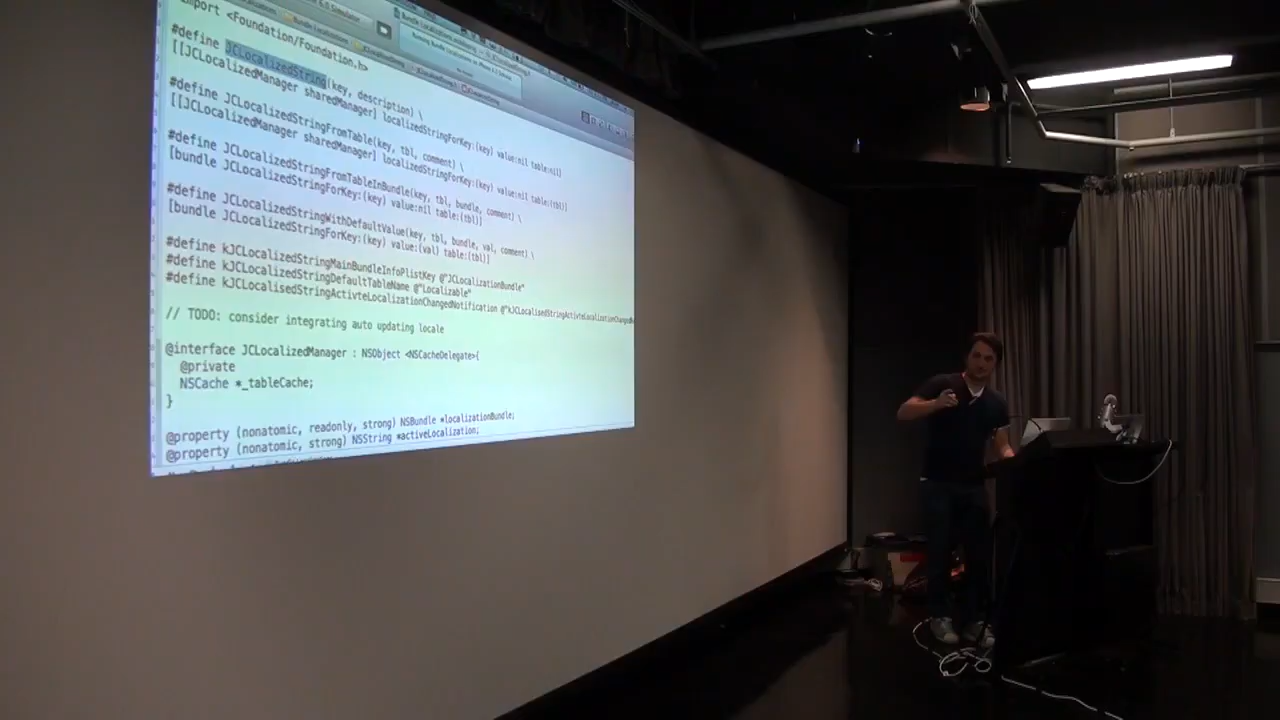 6.0 Simulator
import <Foundation/Foundation.h>
#define JCLocalizedString(key, description) \
[[JCLocalizedManager sharedManager] localizedStringForKey:(key) value:nil table:nil]
#define JCLocalizedStringFromTable(key, tbl, comment) \
[[JCLocalizedManager sharedManager] localizedStringForKey:(key) value:nil table:(tbl)]
#define JCLocalizedStringFromTableInBundle(key, tbl, bundle, comment) \
[bundle JCLocalizedStringForKey:(key) value:nil table:(tbl)]
#define JCLocalizedStringWithDefaultValue(key, tbl, bundle, val, comment) \
[bundle JCLocalizedStringForKey:(key) value:(val) table:(tbl)]
#define kJCLocalizedStringMainBundleInfoPlistKey @"JCLocalizationBundle"
#define kJCLocalizedStringDefaultTableName @"Localizable"
#define kJCLocalisedStringActivteLocalizationChangedNotification @"kJCLocalisedStringActivteLocalizationChangedN
// TODO: consider integrating auto updating locale
@interface JCLocalizedManager : NSObject <NSCacheDelegate>{
@private
NSCache *_tableCache;
}
@property (nonatomic, readonly, strong) NSBundle *localizationBundle;
@property (nonatomic, strong) NSString *activeLocalization;